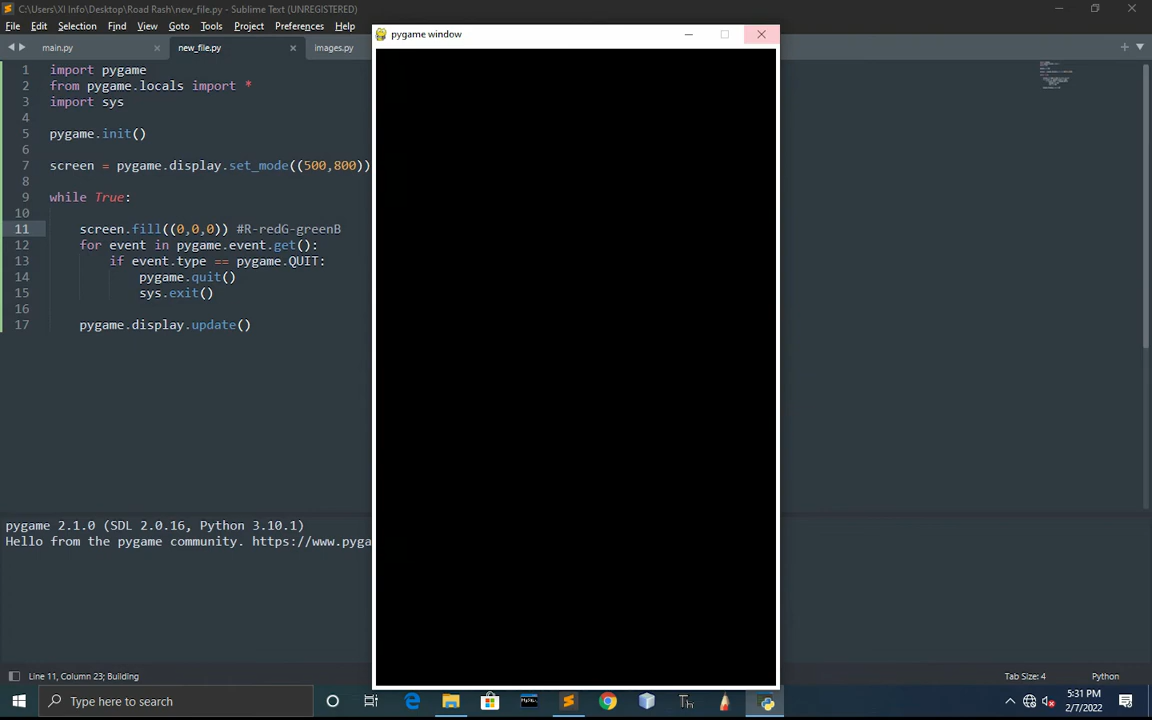 C:\Users\XI Info\Desktop\Road Rash\new_file.py - Sublime Text (UNREGISTERED)
File Edit Selection Find View Goto Tools Project Preferences Help
main.py new_file.py images.py
pygame window
1 import pygame
2 from pygame.locals import *
3 import sys
4
5 pygame.init()
6
7 screen = pygame.display.set_mode((500,800))
8
9 while True:
10
11 screen.fill((0,0,0)) #R-redG-greenB
12 for event in pygame.event.get():
13 if event.type == pygame.QUIT:
14 pygame.quit()
15 sys.exit()
16
17 pygame.display.update()
pygame 2.1.0 (SDL 2.0.16, Python 3.10.1)
Hello from the pygame community. https://www.pyga
Line 11, Column 23; Building
Tab Size: 4 Python
Type here to search
MyNote
Th
5:31 PM
2/7/2022